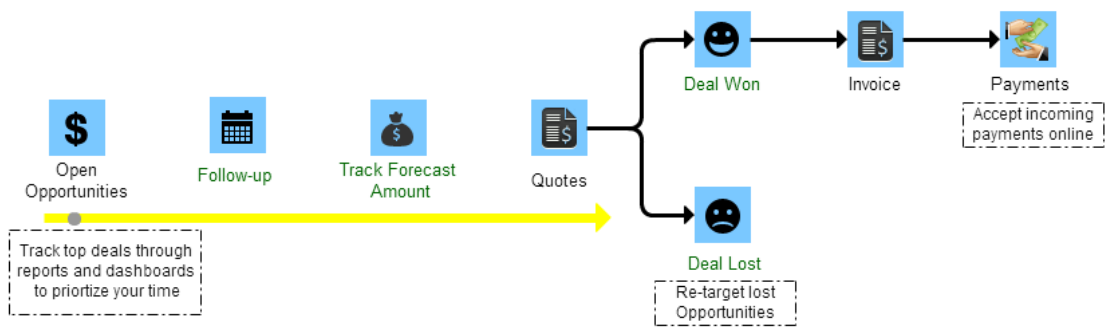 Deal Won
Invoice
Payments
Accept incoming
payments online
Open
Opportunities
Follow-up
Track Forecast
Amount
Quotes
Track top deals through
reports and dashboards
to priortize your time
Deal Lost
Re-target lost
Opportunities